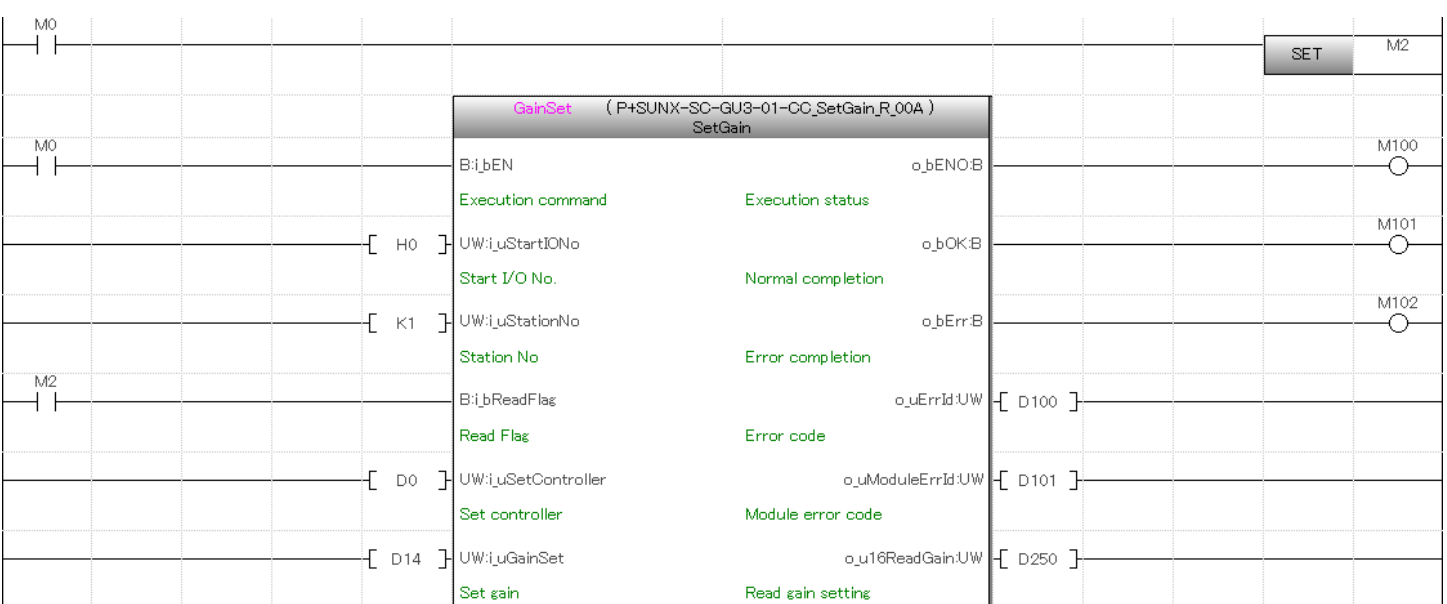 M0
SET M2
GainSet (P+SUNX-SC-GU3-01-CC_SetGain_R_00A)
SetGain
M0 B:i_bEN o_bENO:B M100
Execution command Execution status
H0 UW:i_uStartIONo o_bOK:B M101
Start I/O No. Normal completion
K1 UW:i_uStationNo o_bErr:B M102
Station No Error completion
M2 B:i_bReadFlag o_uErrId:UW D100
Read Flag Error code
D0 UW:i_uSetController o_uModuleErrId:UW D101
Set controller Module error code
D14 UW:i_uGainSet o_u16ReadGain:UW D250
Set gain Read gain setting